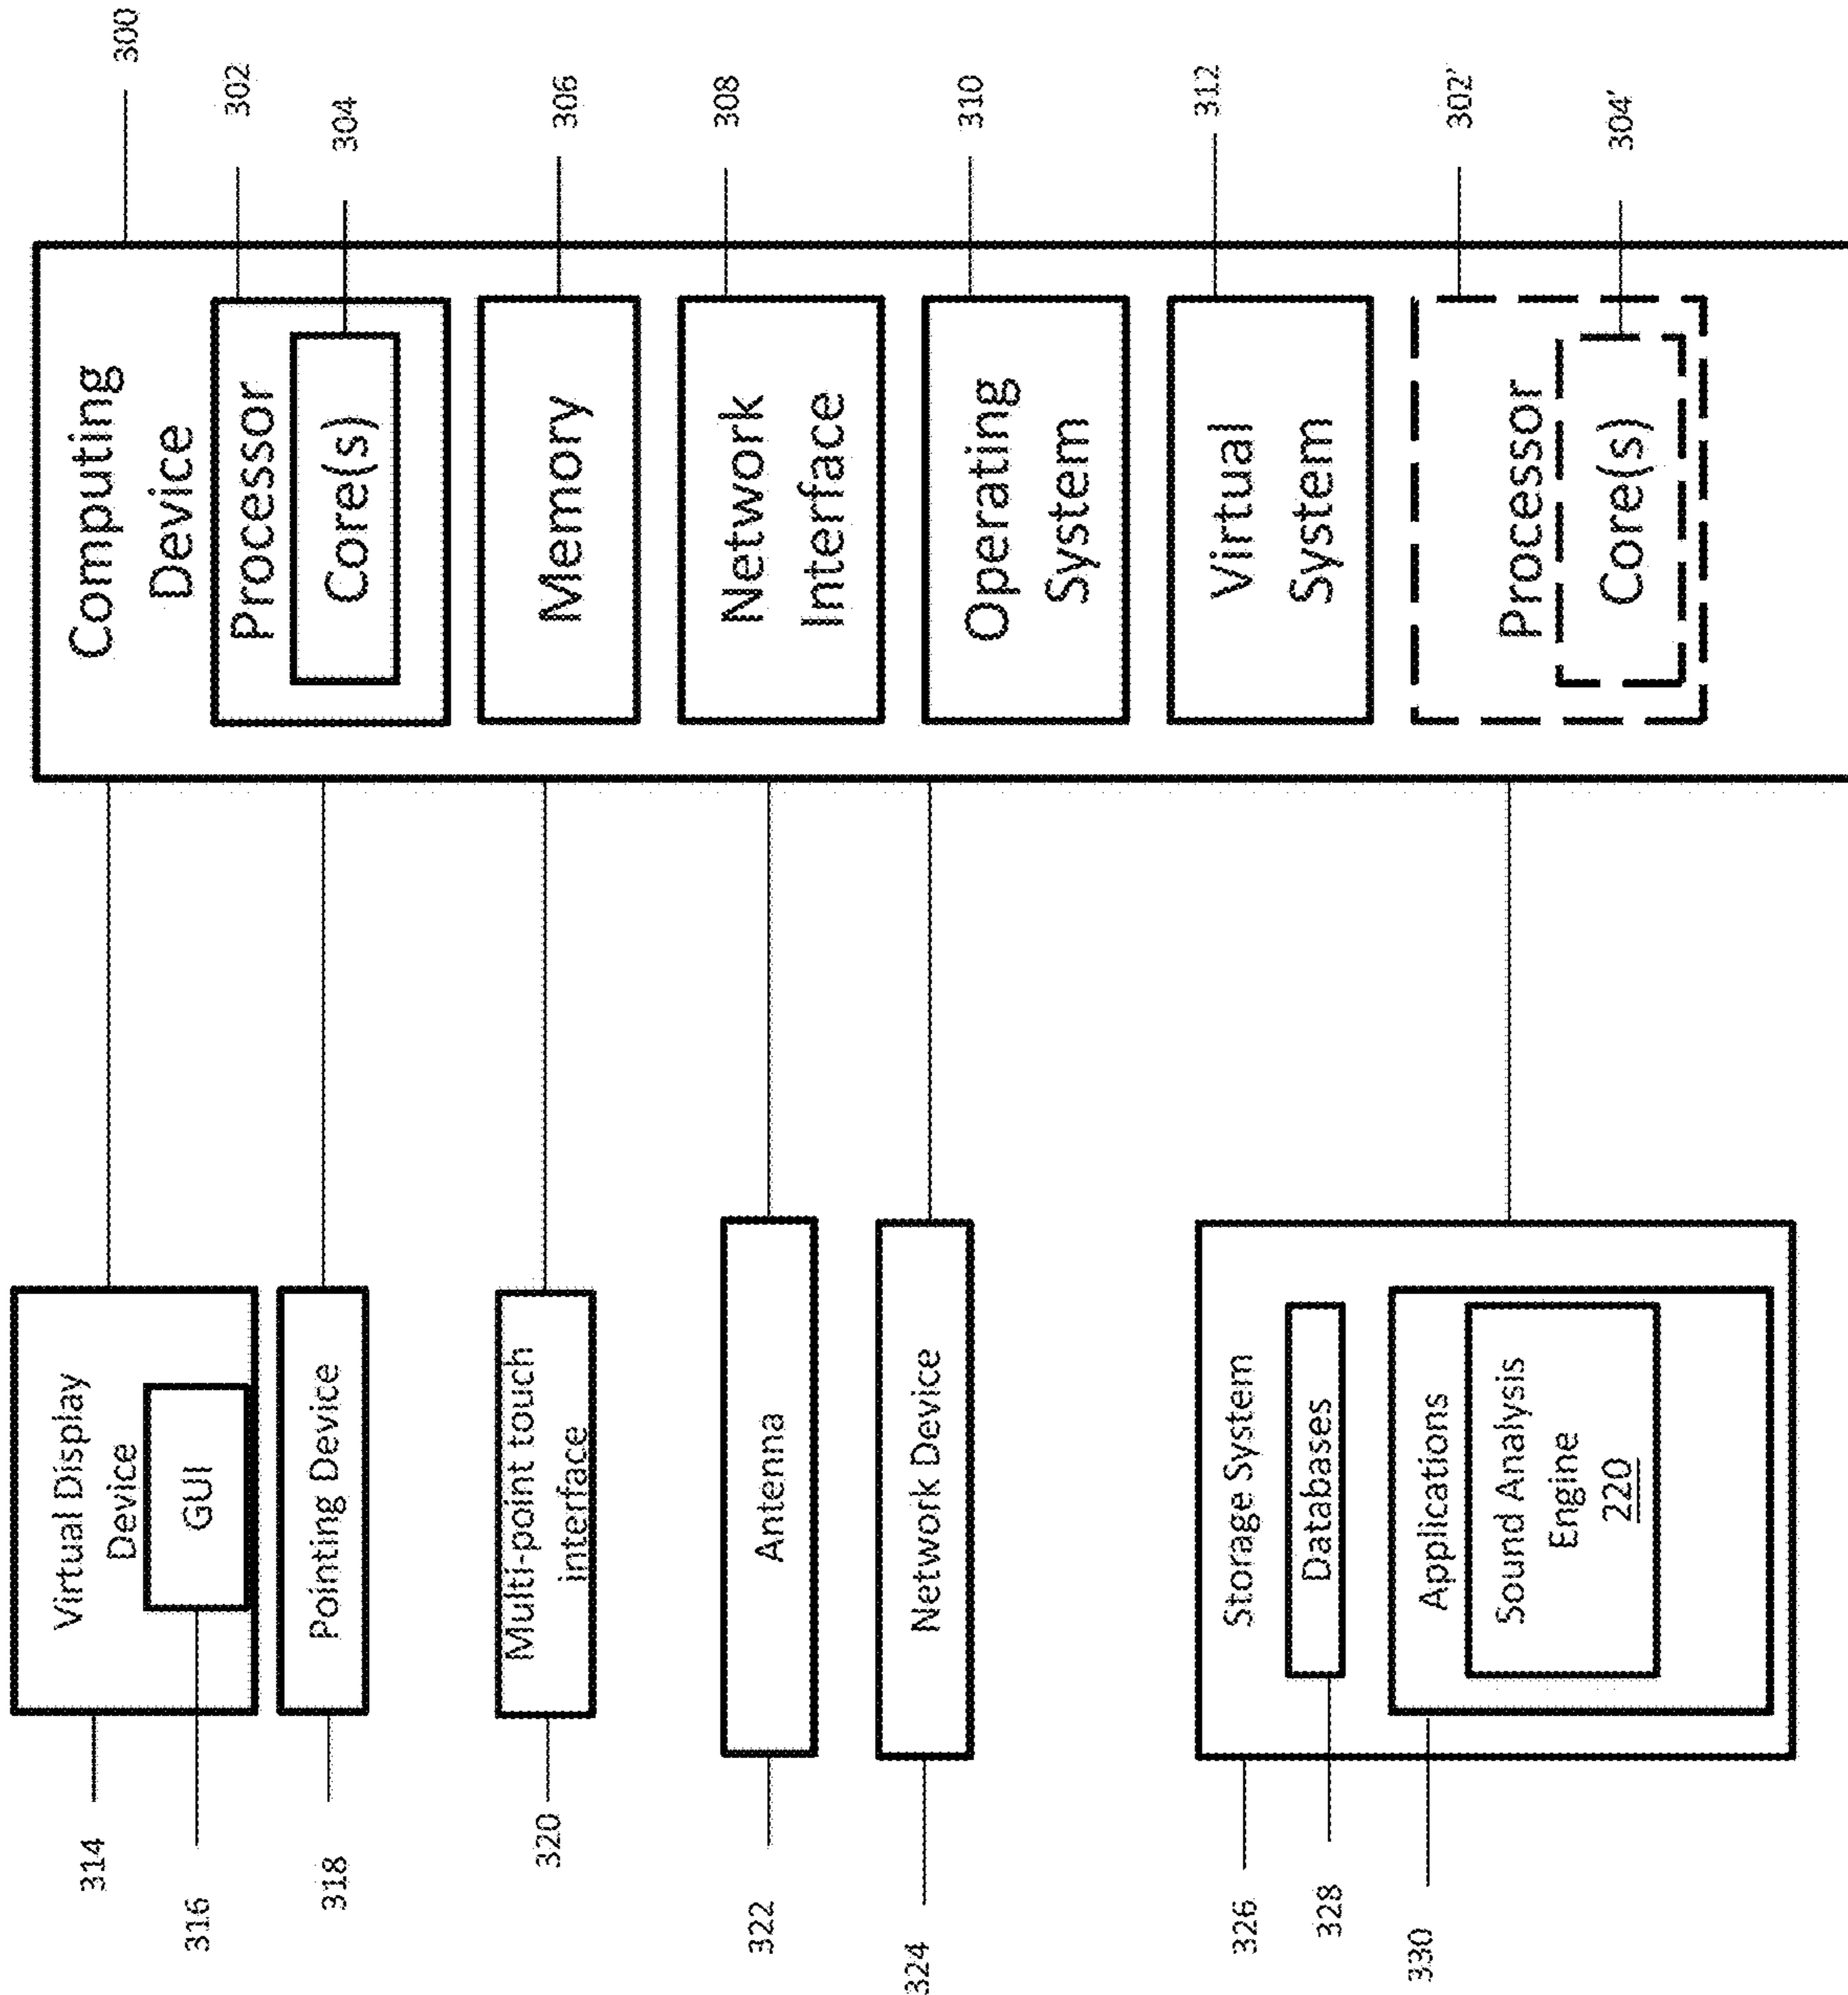 314
Virtual Display
Device
316
GUI
318
Pointing Device
320
Multi-point touch
interface
322
Antenna
324
Network Device
326
Storage System
328
Databases
330
Applications
Sound Analysis
Engine
220
Computing
Device
300
Processor
302
Core(s)
304
Memory
306
Network
Interface
308
Operating
System
310
Virtual
System
312
Processor
302'
Core(s)
304'